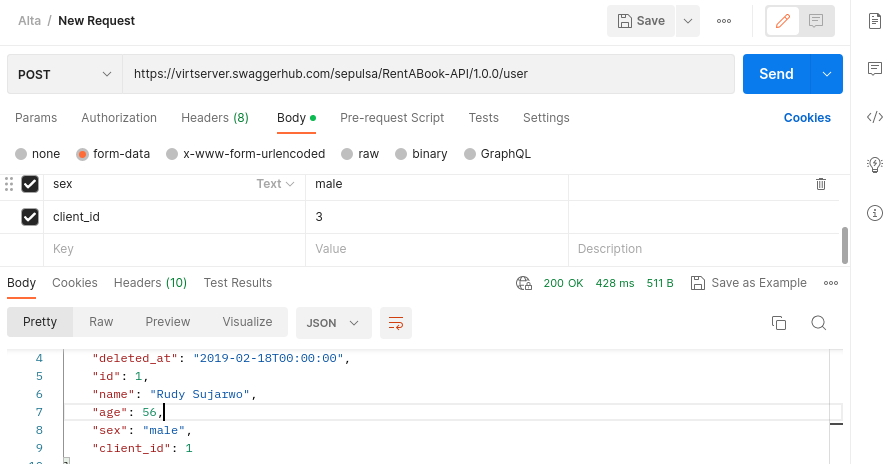 Alta / New Request Save
POST https://virtserver.swaggerhub.com/sepulsa/RentABook-API/1.0.0/user Send
Params Authorization Headers (8) Body Pre-request Script Tests Settings Cookies
none form-data x-www-form-urlencoded raw binary GraphQL
sex Text male
client_id 3
Key Value Description
Body Cookies Headers (10) Test Results 200 OK 428 ms 511 B Save as Example
Pretty Raw Preview Visualize JSON
4 "deleted_at": "2019-02-18T00:00:00",
5 "id": 1,
6 "name": "Rudy Sujarwo",
7 "age": 56,
8 "sex": "male",
9 "client_id": 1